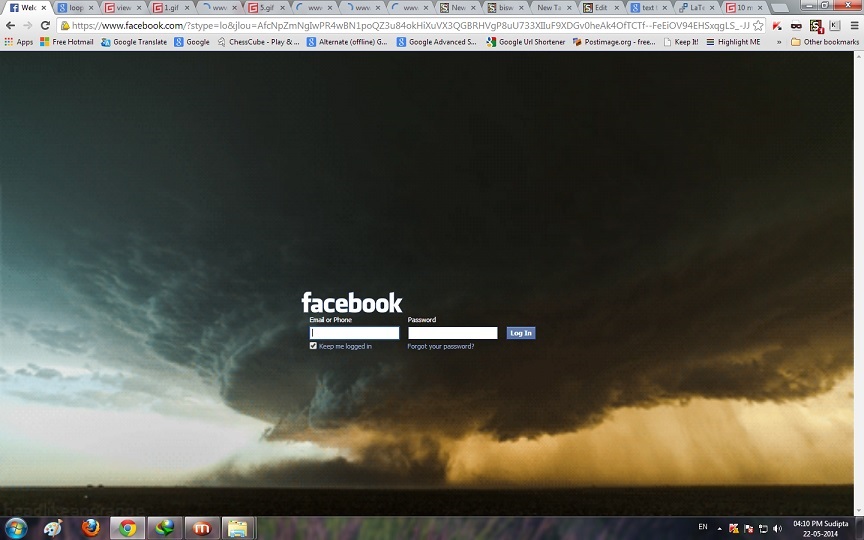 Welc
loop
view
1.gif
www
5.gif
www
www
www
New
bisw
New Ta
Edit
text l
LaTe
10 m
https://www.facebook.com/?stype=lo&jlou=
Apps
Free Hotmail
Google Translate
Google
ChessCube - Play &...
Alternate (offline) G...
Google Advanced S...
Google Url Shortener
Postimage.org - free...
Keep It!
Highlight ME
»
Other bookmarks
facebook
Email or Phone
Password
Log In
Keep me logged in
Forgot your password?
EN
04:10 PM Sudipta
22-05-2014